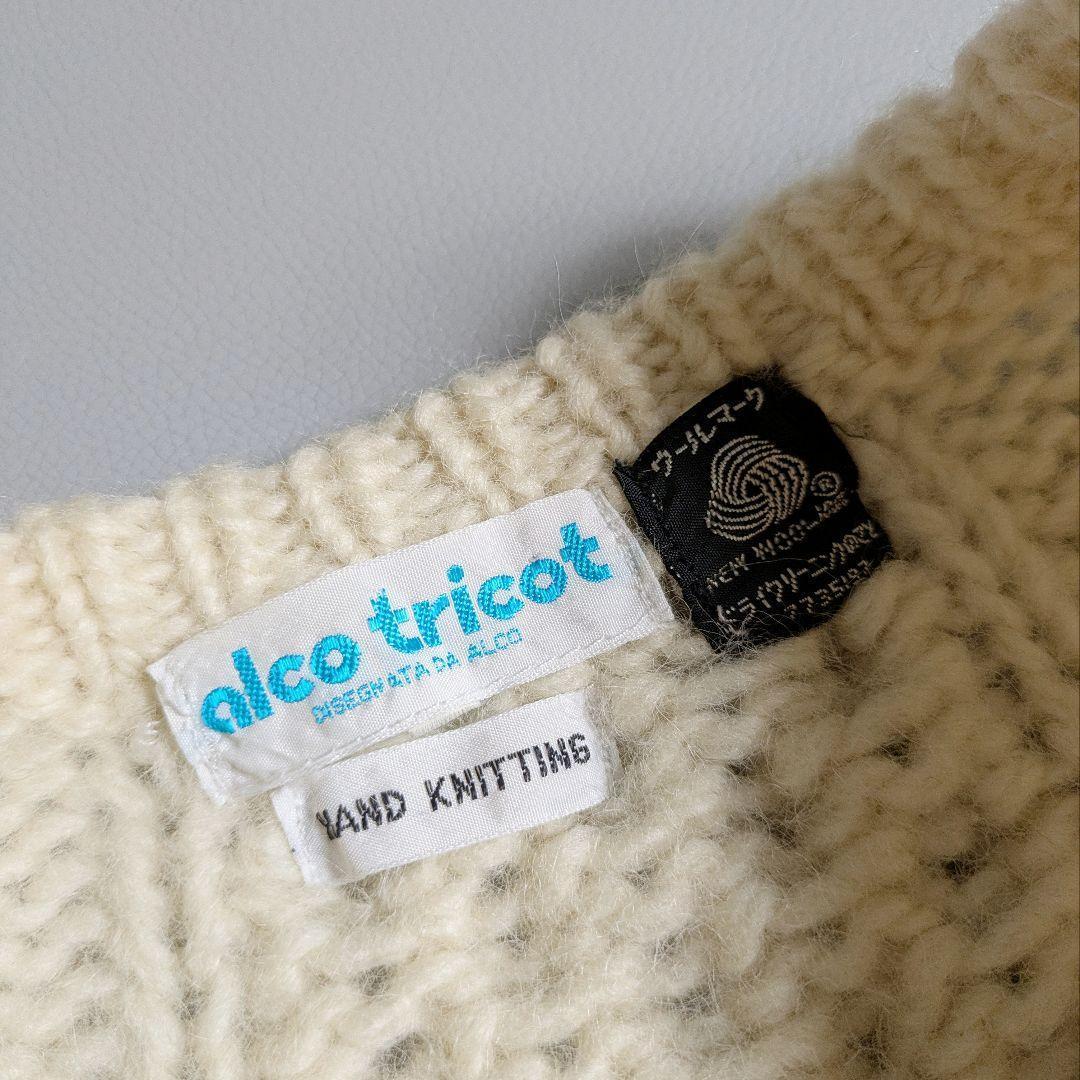 alco tricot
DISEGNATA DA ALCO
HAND KNITTING
ウールマーク
®
NEW WOOL
ドライクリーニング